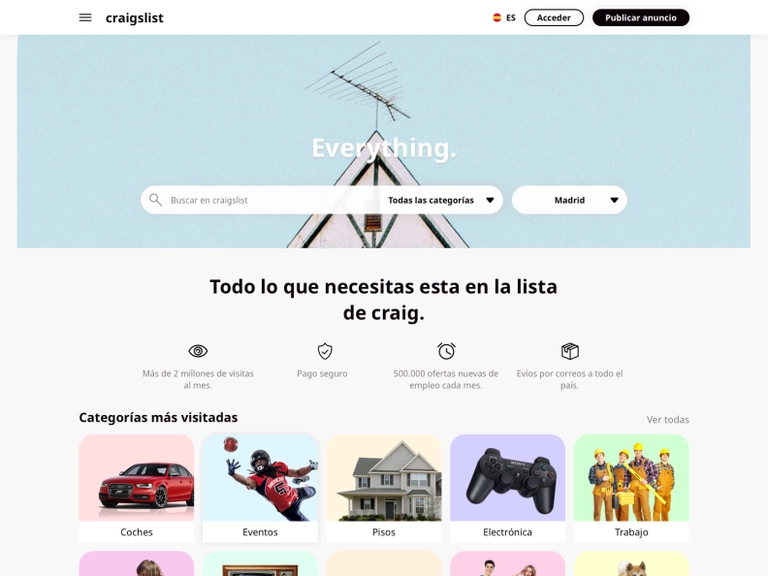 craigslist
ES
Acceder
Publicar anuncio
Everything.
Buscar en craigslist
Todas las categorías
Madrid
Todo lo que necesitas esta en la lista
de craig.
Más de 2 millones de visitas
al mes.
Pago seguro
500.000 ofertas nuevas de
empleo cada mes.
Evíos por correos a todo el
país.
Categorías más visitadas
Ver todas
Coches
Eventos
Pisos
Electrónica
Trabajo